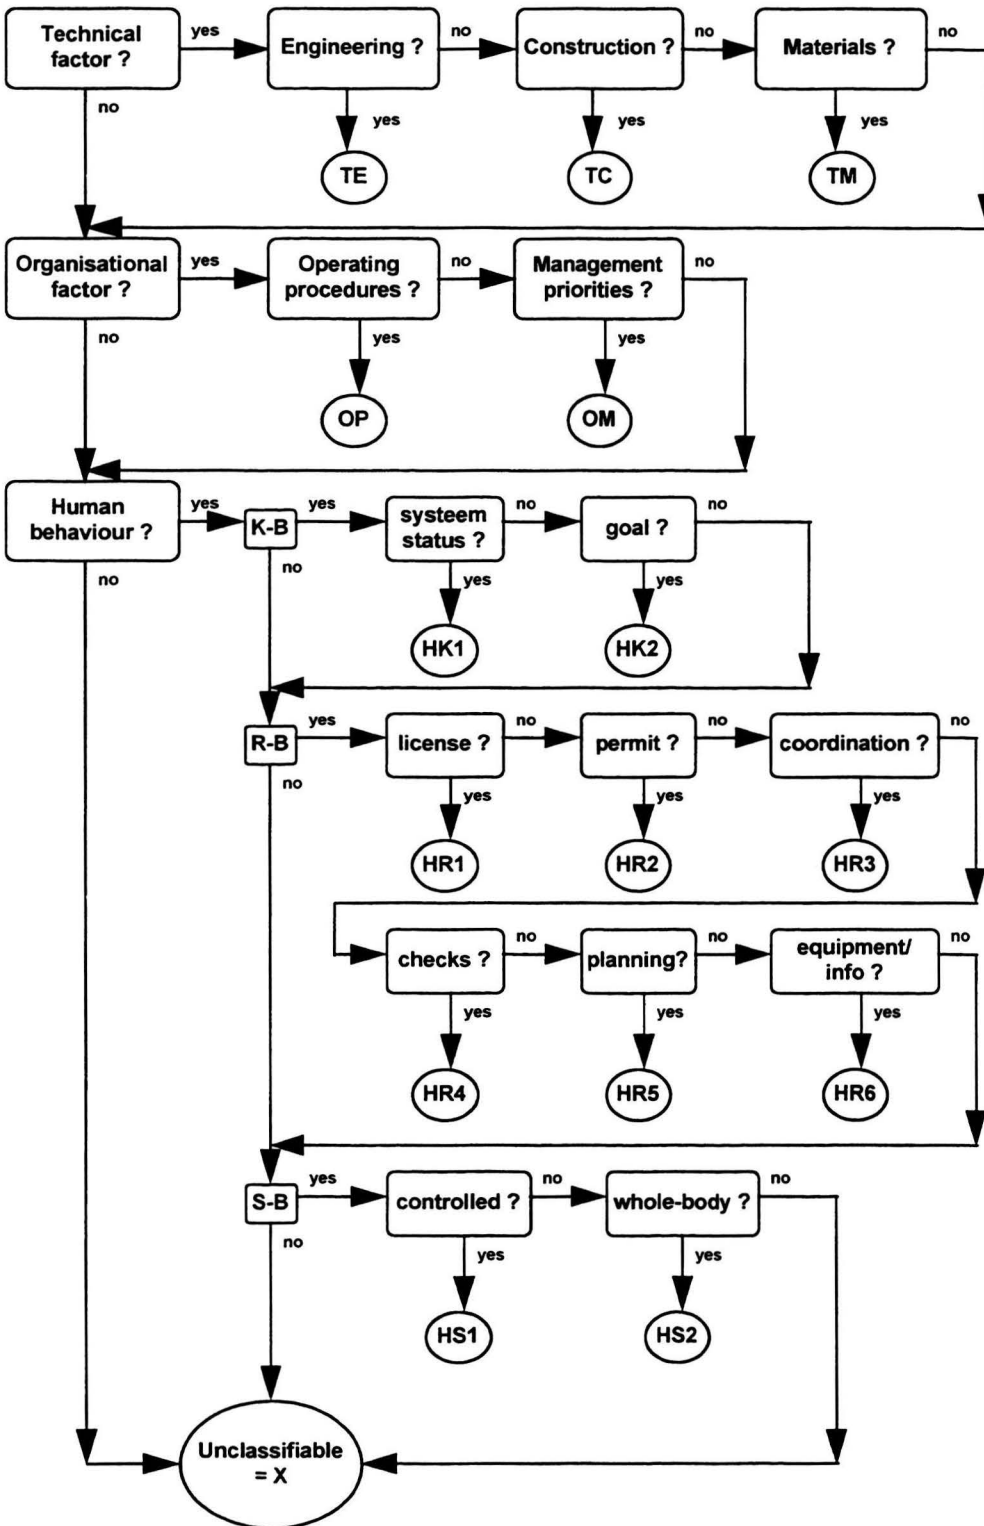 Technical
factor ?
yes
Engineering ?
no
Construction ?
no
Materials ?
no
no
yes
yes
yes
TE
TC
TM
Organisational
factor ?
yes
Operating
procedures ?
no
Management
priorities ?
no
no
yes
yes
OP
OM
Human
behaviour ?
yes
K-B
yes
systeem
status ?
no
goal ?
no
no
no
yes
yes
HK1
HK2
R-B
yes
license ?
no
permit ?
no
coordination ?
no
no
yes
yes
yes
HR1
HR2
HR3
checks ?
no
planning?
no
equipment/
info ?
no
yes
yes
yes
HR4
HR5
HR6
S-B
yes
controlled ?
no
whole-body ?
no
no
yes
yes
HS1
HS2
Unclassifiable
= X